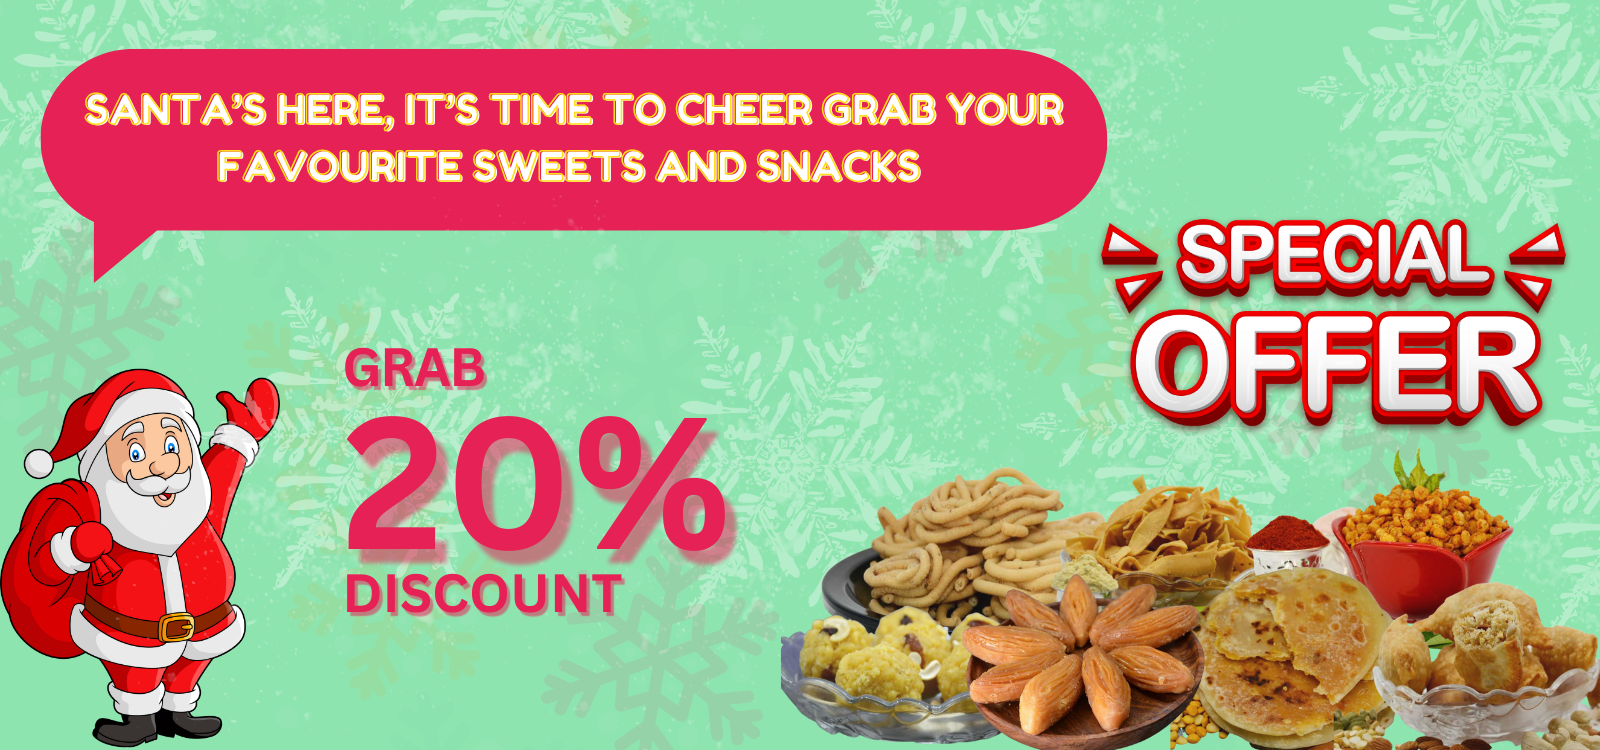 SANTA'S HERE, IT'S TIME TO CHEER GRAB YOUR
FAVOURITE SWEETS AND SNACKS
SPECIAL
OFFER
GRAB
20%
DISCOUNT